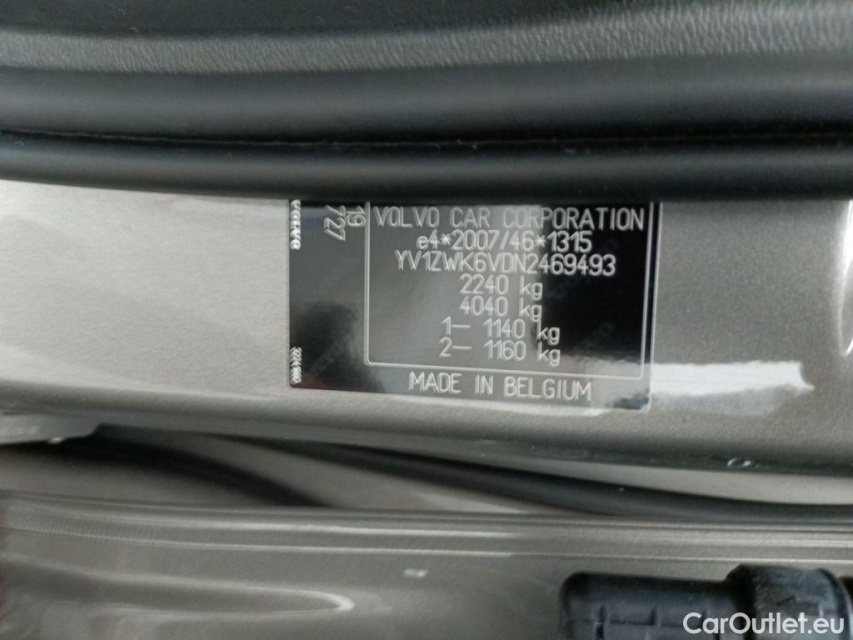 VOLVO
19
727
VOLVO CAR CORPORATION
e4*2007/46*1315
YV1ZWK6VDN2469493
2240 kg
4040 kg
1- 1140 kg
2- 1160 kg
MADE IN BELGIUM
CarOutlet.eu